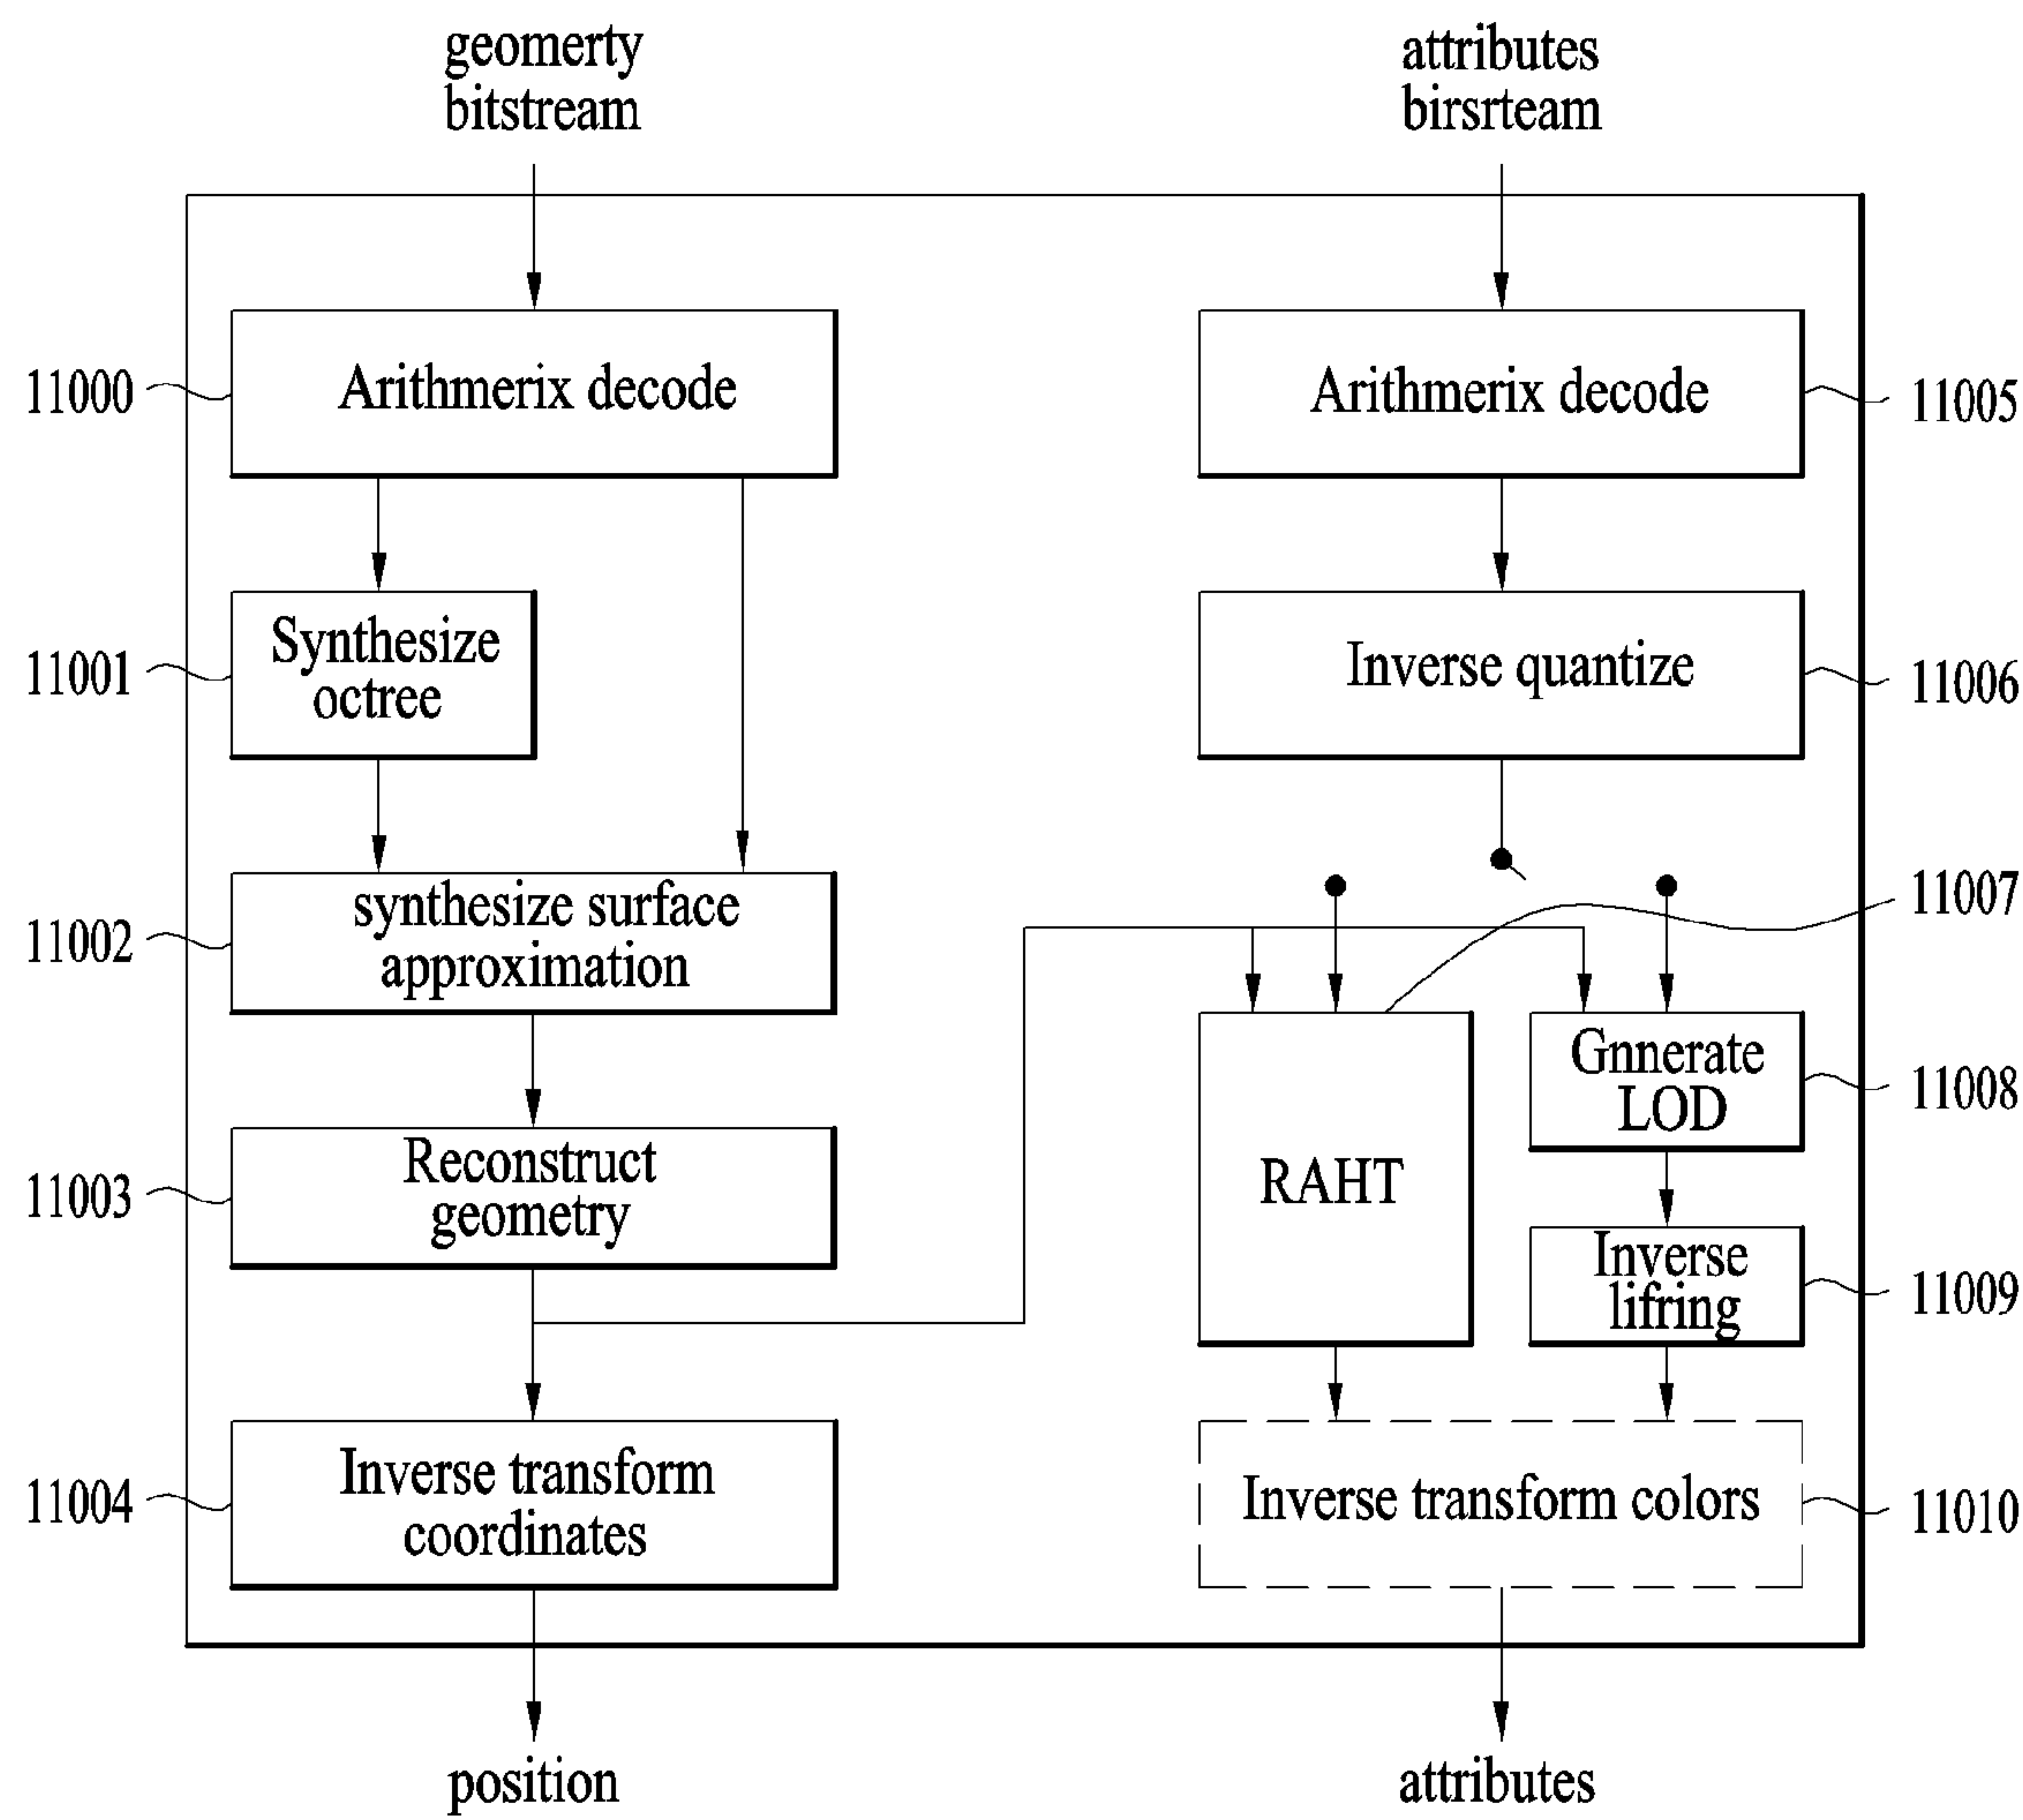 geomerty
bitstream
attributes
birsrteam
Arithmerix decode
11000
Arithmerix decode
11005
Synthesize
octree
11001
Inverse quantize
11006
synthesize surface
approximation
11002
11007
Gnnerate
LOD
11008
Reconstruct
geometry
11003
RAHT
Inverse
lifring
11009
Inverse transform
coordinates
11004
Inverse transform colors
11010
position
attributes